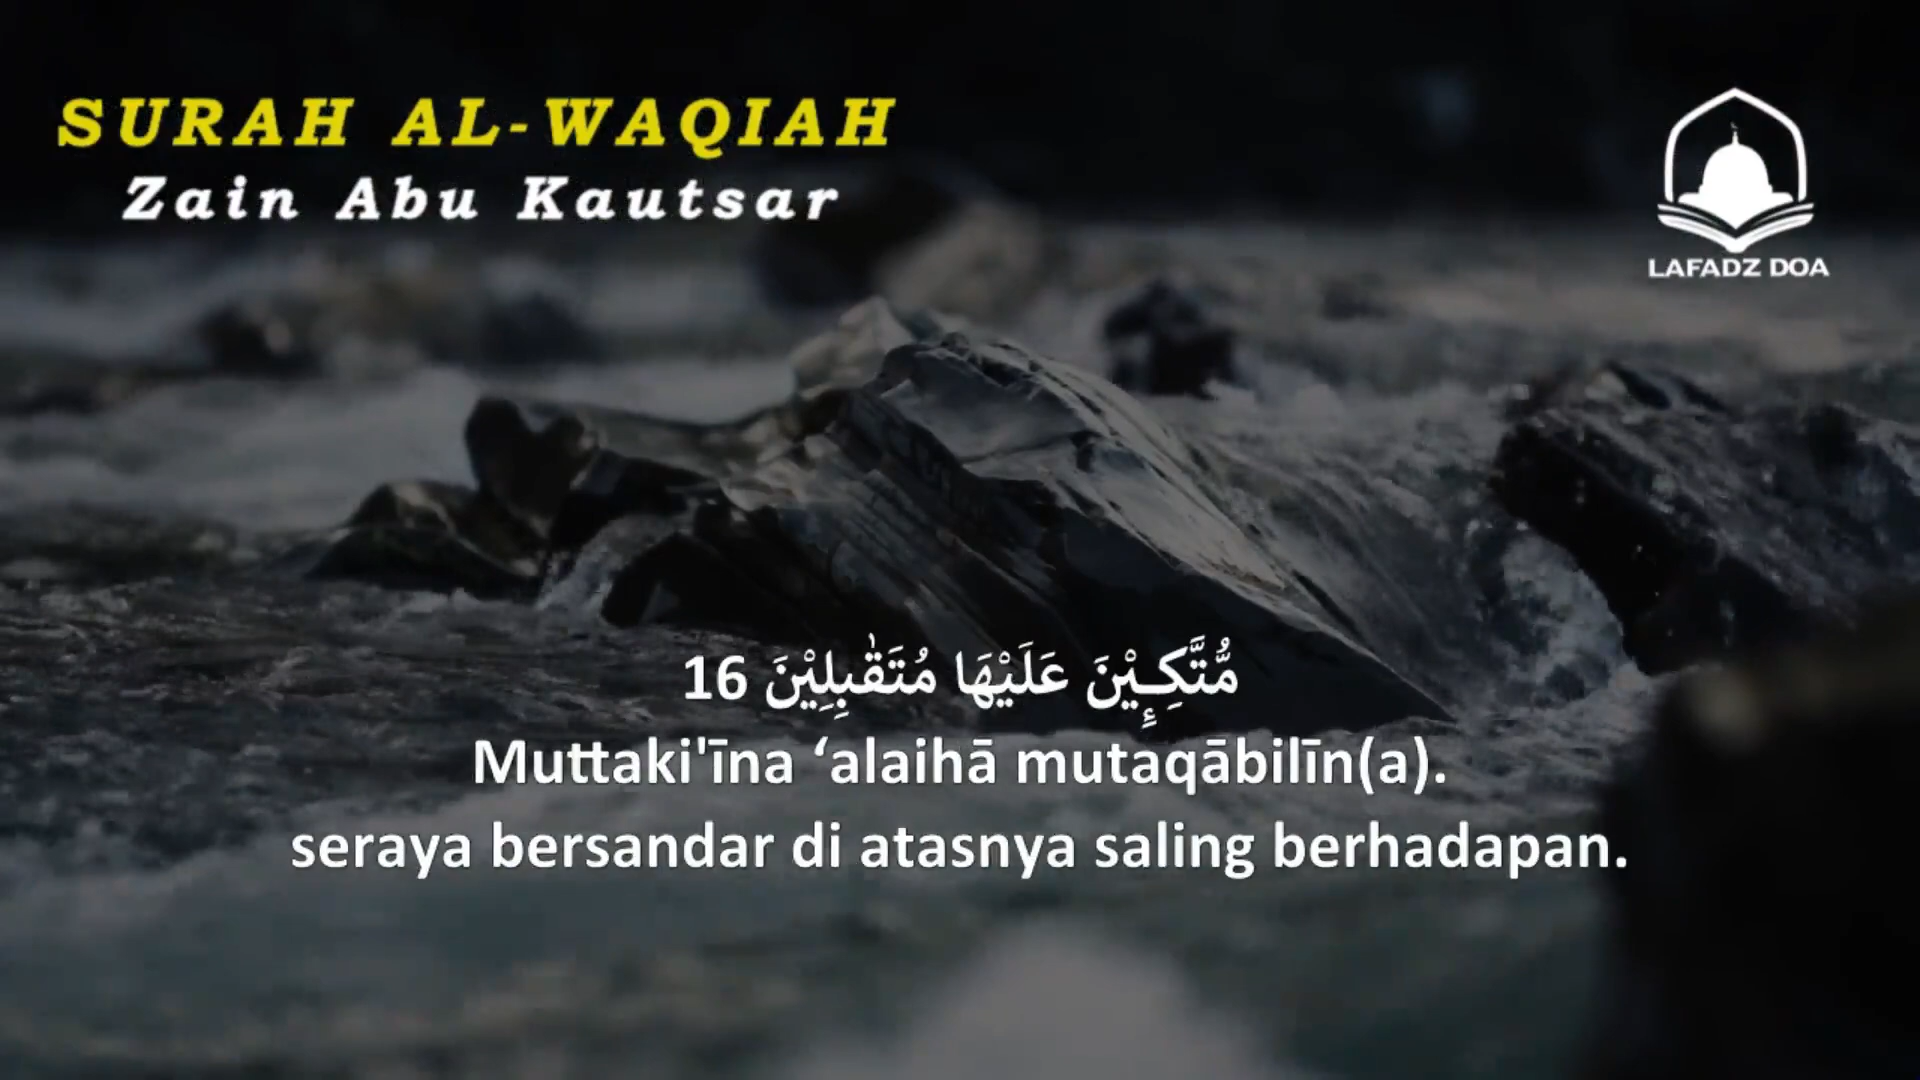 SURAH AL-WAQIAH
Zain Abu Kautsar
LAFADZ DOA
مُّتَّكِـِٕيْنَ عَلَيْهَا مُتَقٰبِلِيْنَ 16
Muttaki'īna ‘alaihā mutaqābilīn(a).
seraya bersandar di atasnya saling berhadapan.